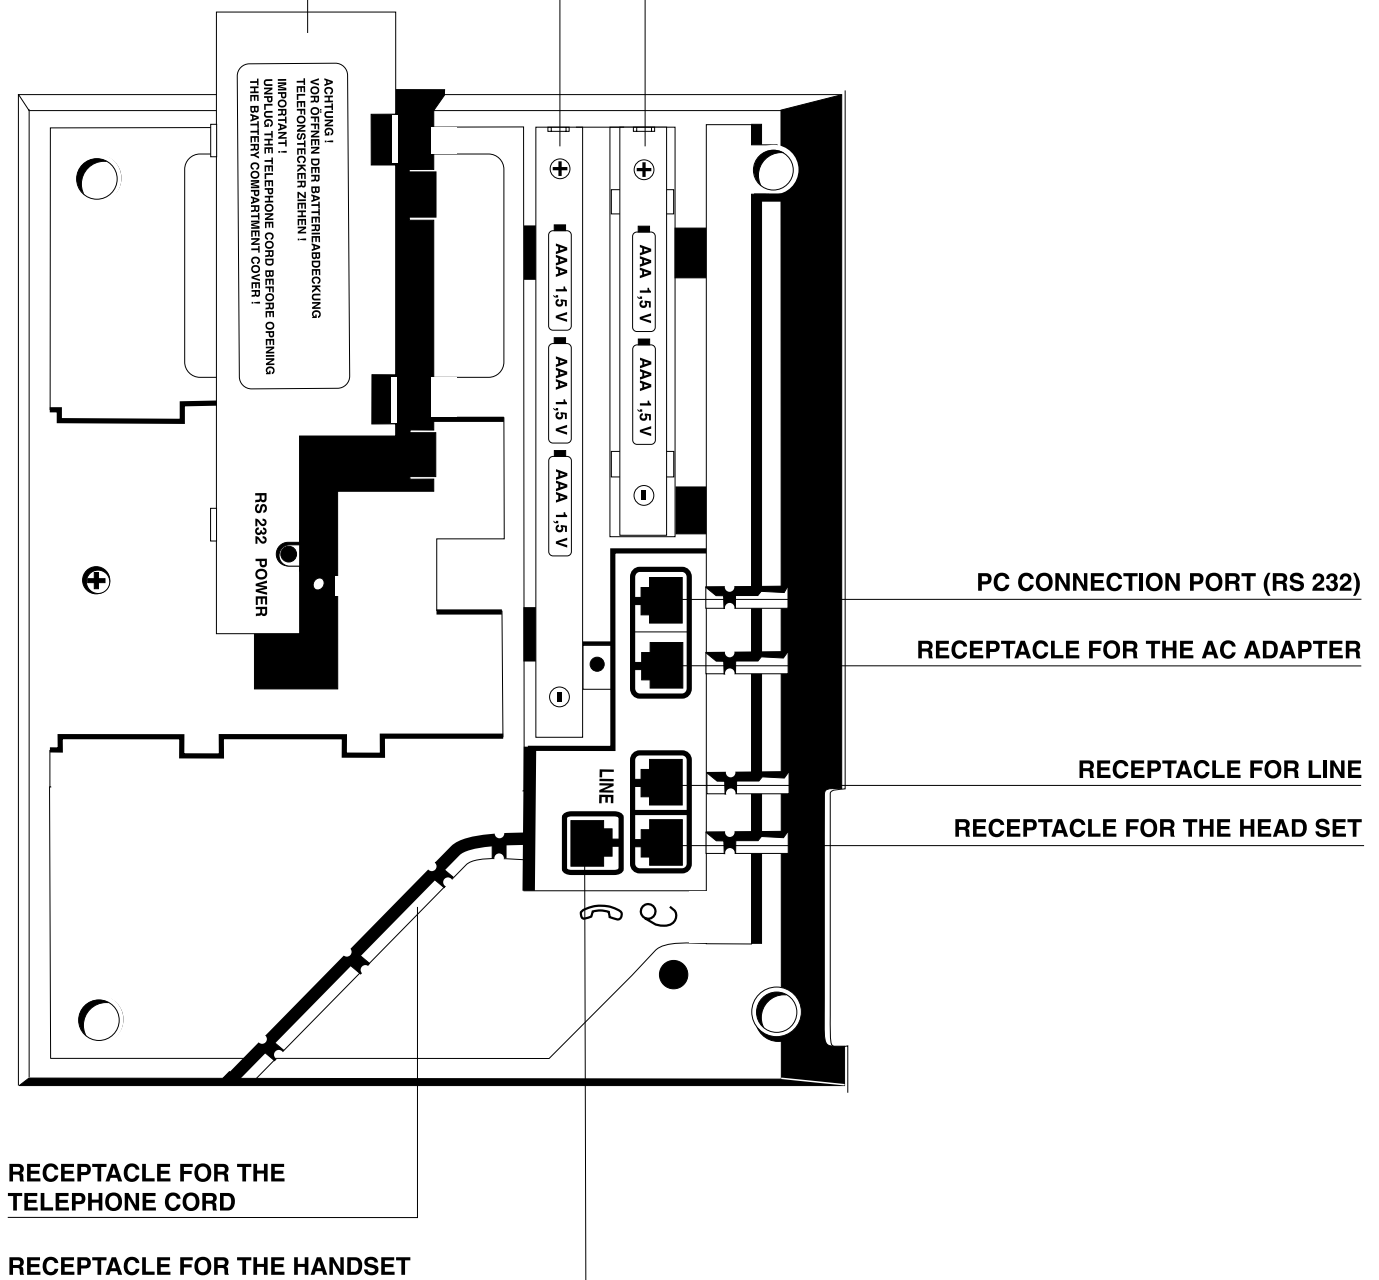 ACHTUNG !
VOR ÖFFNEN DER BATTERIEABDECKUNG
TELEFONSTECKER ZIEHEN !
IMPORTANT !
UNPLUG THE TELEPHONE CORD BEFORE OPENING
THE BATTERY COMPARTMENT COVER !
AAA 1,5 V
AAA 1,5 V
AAA 1,5 V
AAA 1,5 V
AAA 1,5 V
RS 232 POWER
PC CONNECTION PORT (RS 232)
RECEPTACLE FOR THE AC ADAPTER
LINE
RECEPTACLE FOR LINE
RECEPTACLE FOR THE HEAD SET
RECEPTACLE FOR THE
TELEPHONE CORD
RECEPTACLE FOR THE HANDSET